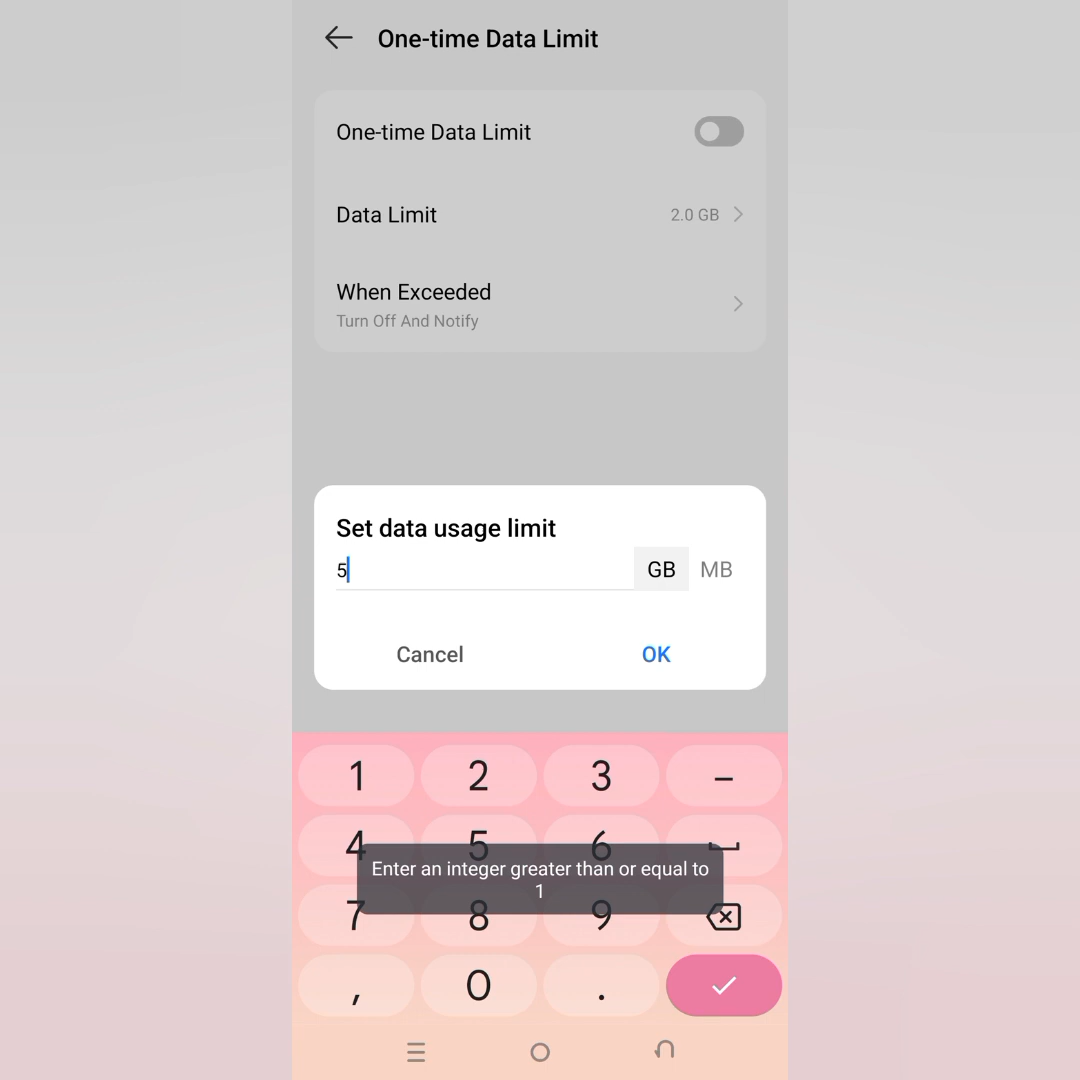 One-time Data Limit
One-time Data Limit
Data Limit 2.0 GB
When Exceeded
Turn Off And Notify
Set data usage limit
5 GB MB
Cancel OK
1 2 3 –
4 5 6
Enter an integer greater than or equal to
1
7 8 9
, 0 .